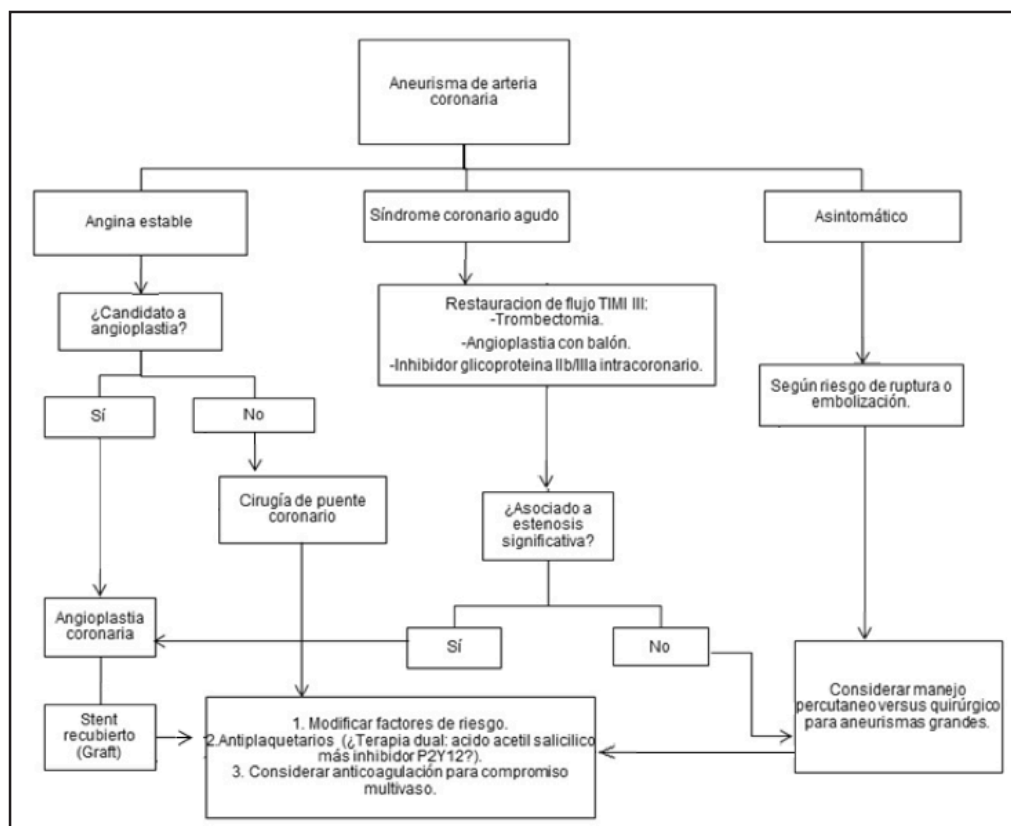 Aneurisma de arteria
coronaria
Angina estable
Síndrome coronario agudo
Asintomático
¿Candidato a
angioplastia?
Restauracion de flujo TIMI III:
-Trombectomia.
-Angioplastia con balón.
-Inhibidor glicoproteina IIb/IIIa intracoronario.
Según riesgo de ruptura o
embolización.
Sí
No
Cirugía de puente
coronario
¿Asociado a
estenosis
significativa?
Angioplastia
coronaria
Sí
No
Considerar manejo
percutaneo versus quirúrgico
para aneurismas grandes.
Stent
recubierto
(Graft)
1. Modificar factores de riesgo.
2.Antiplaquetarios (¿Terapia dual: acido acetil salicilico
más inhibidor P2Y12?).
3. Considerar anticoagulación para compromiso
multivaso.